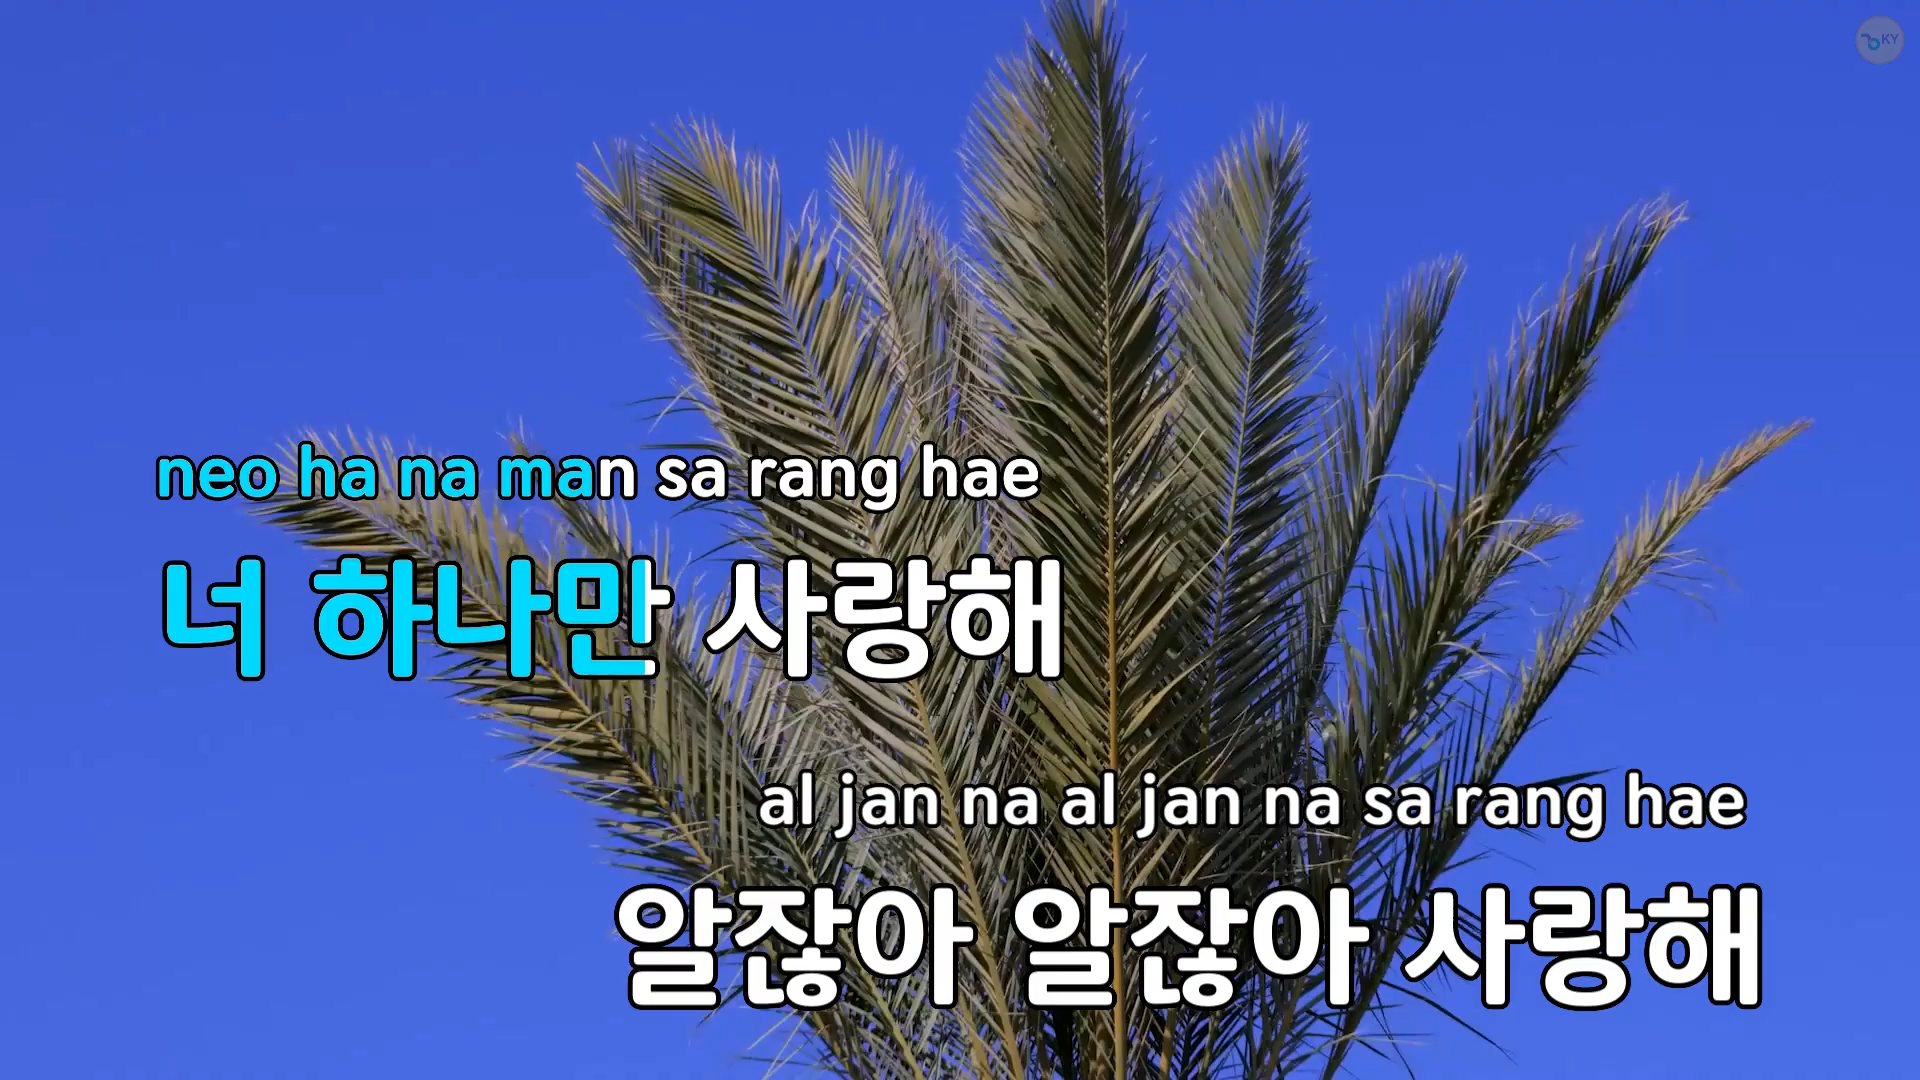 KY
neo ha na man sa rang hae
너 하나만 사랑해
al jan na al jan na sa rang hae
알잖아 알잖아 사랑해